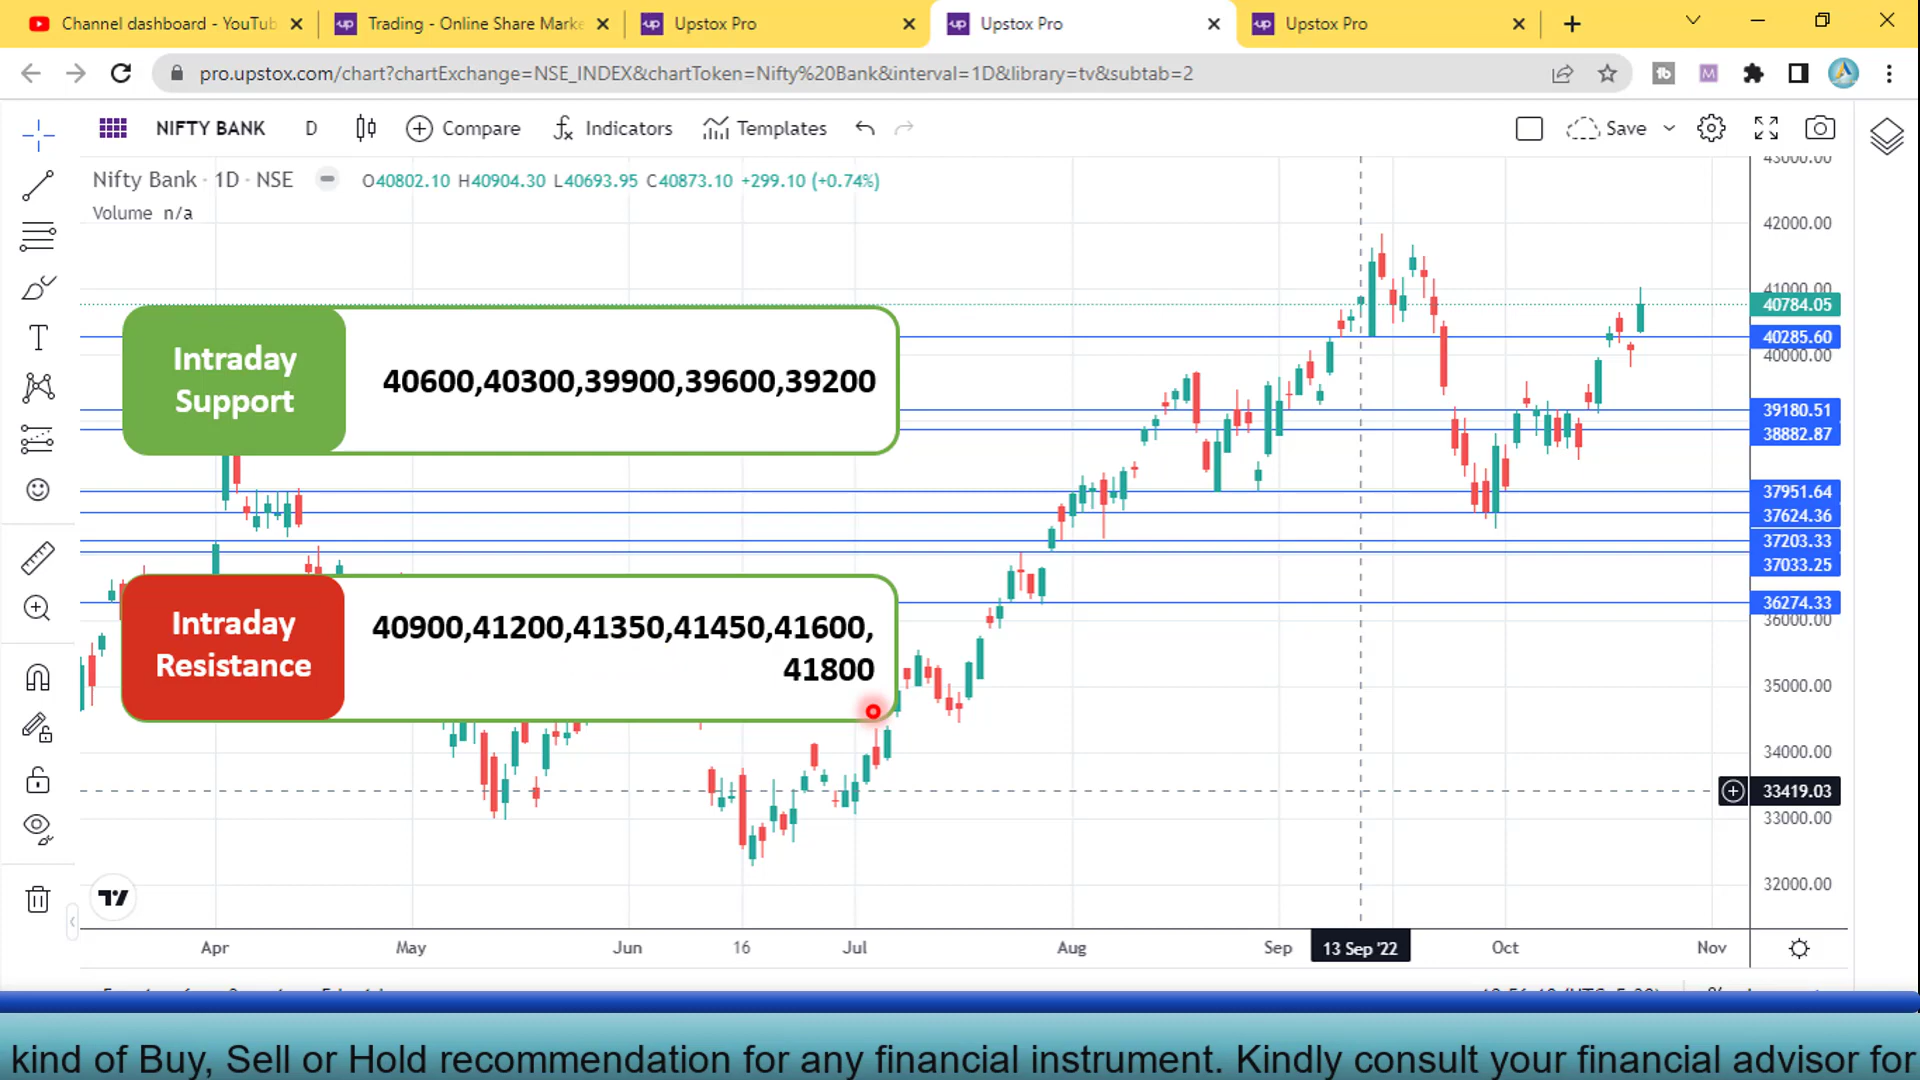 Channel dashboard - YouTub
Trading - Online Share Marke
Upstox Pro
Upstox Pro
Upstox Pro
pro.upstox.com/chart?chartExchange=NSE_INDEX&chartToken=Nifty%20Bank&interval=1D&library=tv&subtab=2
NIFTY BANK D Compare Indicators Templates Save
Nifty Bank · 1D · NSE O40802.10 H40904.30 L40693.95 C40873.10 +299.10 (+0.74%)
Volume n/a
43000.00
42000.00
41000.00
40784.05
40285.60
40000.00
39180.51
38882.87
37951.64
37624.36
37203.33
37033.25
36274.33
36000.00
35000.00
34000.00
33419.03
33000.00
32000.00
Intraday
Support
40600,40300,39900,39600,39200
Intraday
Resistance
40900,41200,41350,41450,41600,
41800
Apr May Jun 16 Jul Aug Sep 13 Sep '22 Oct Nov
kind of Buy, Sell or Hold recommendation for any financial instrument. Kindly consult your financial advisor for